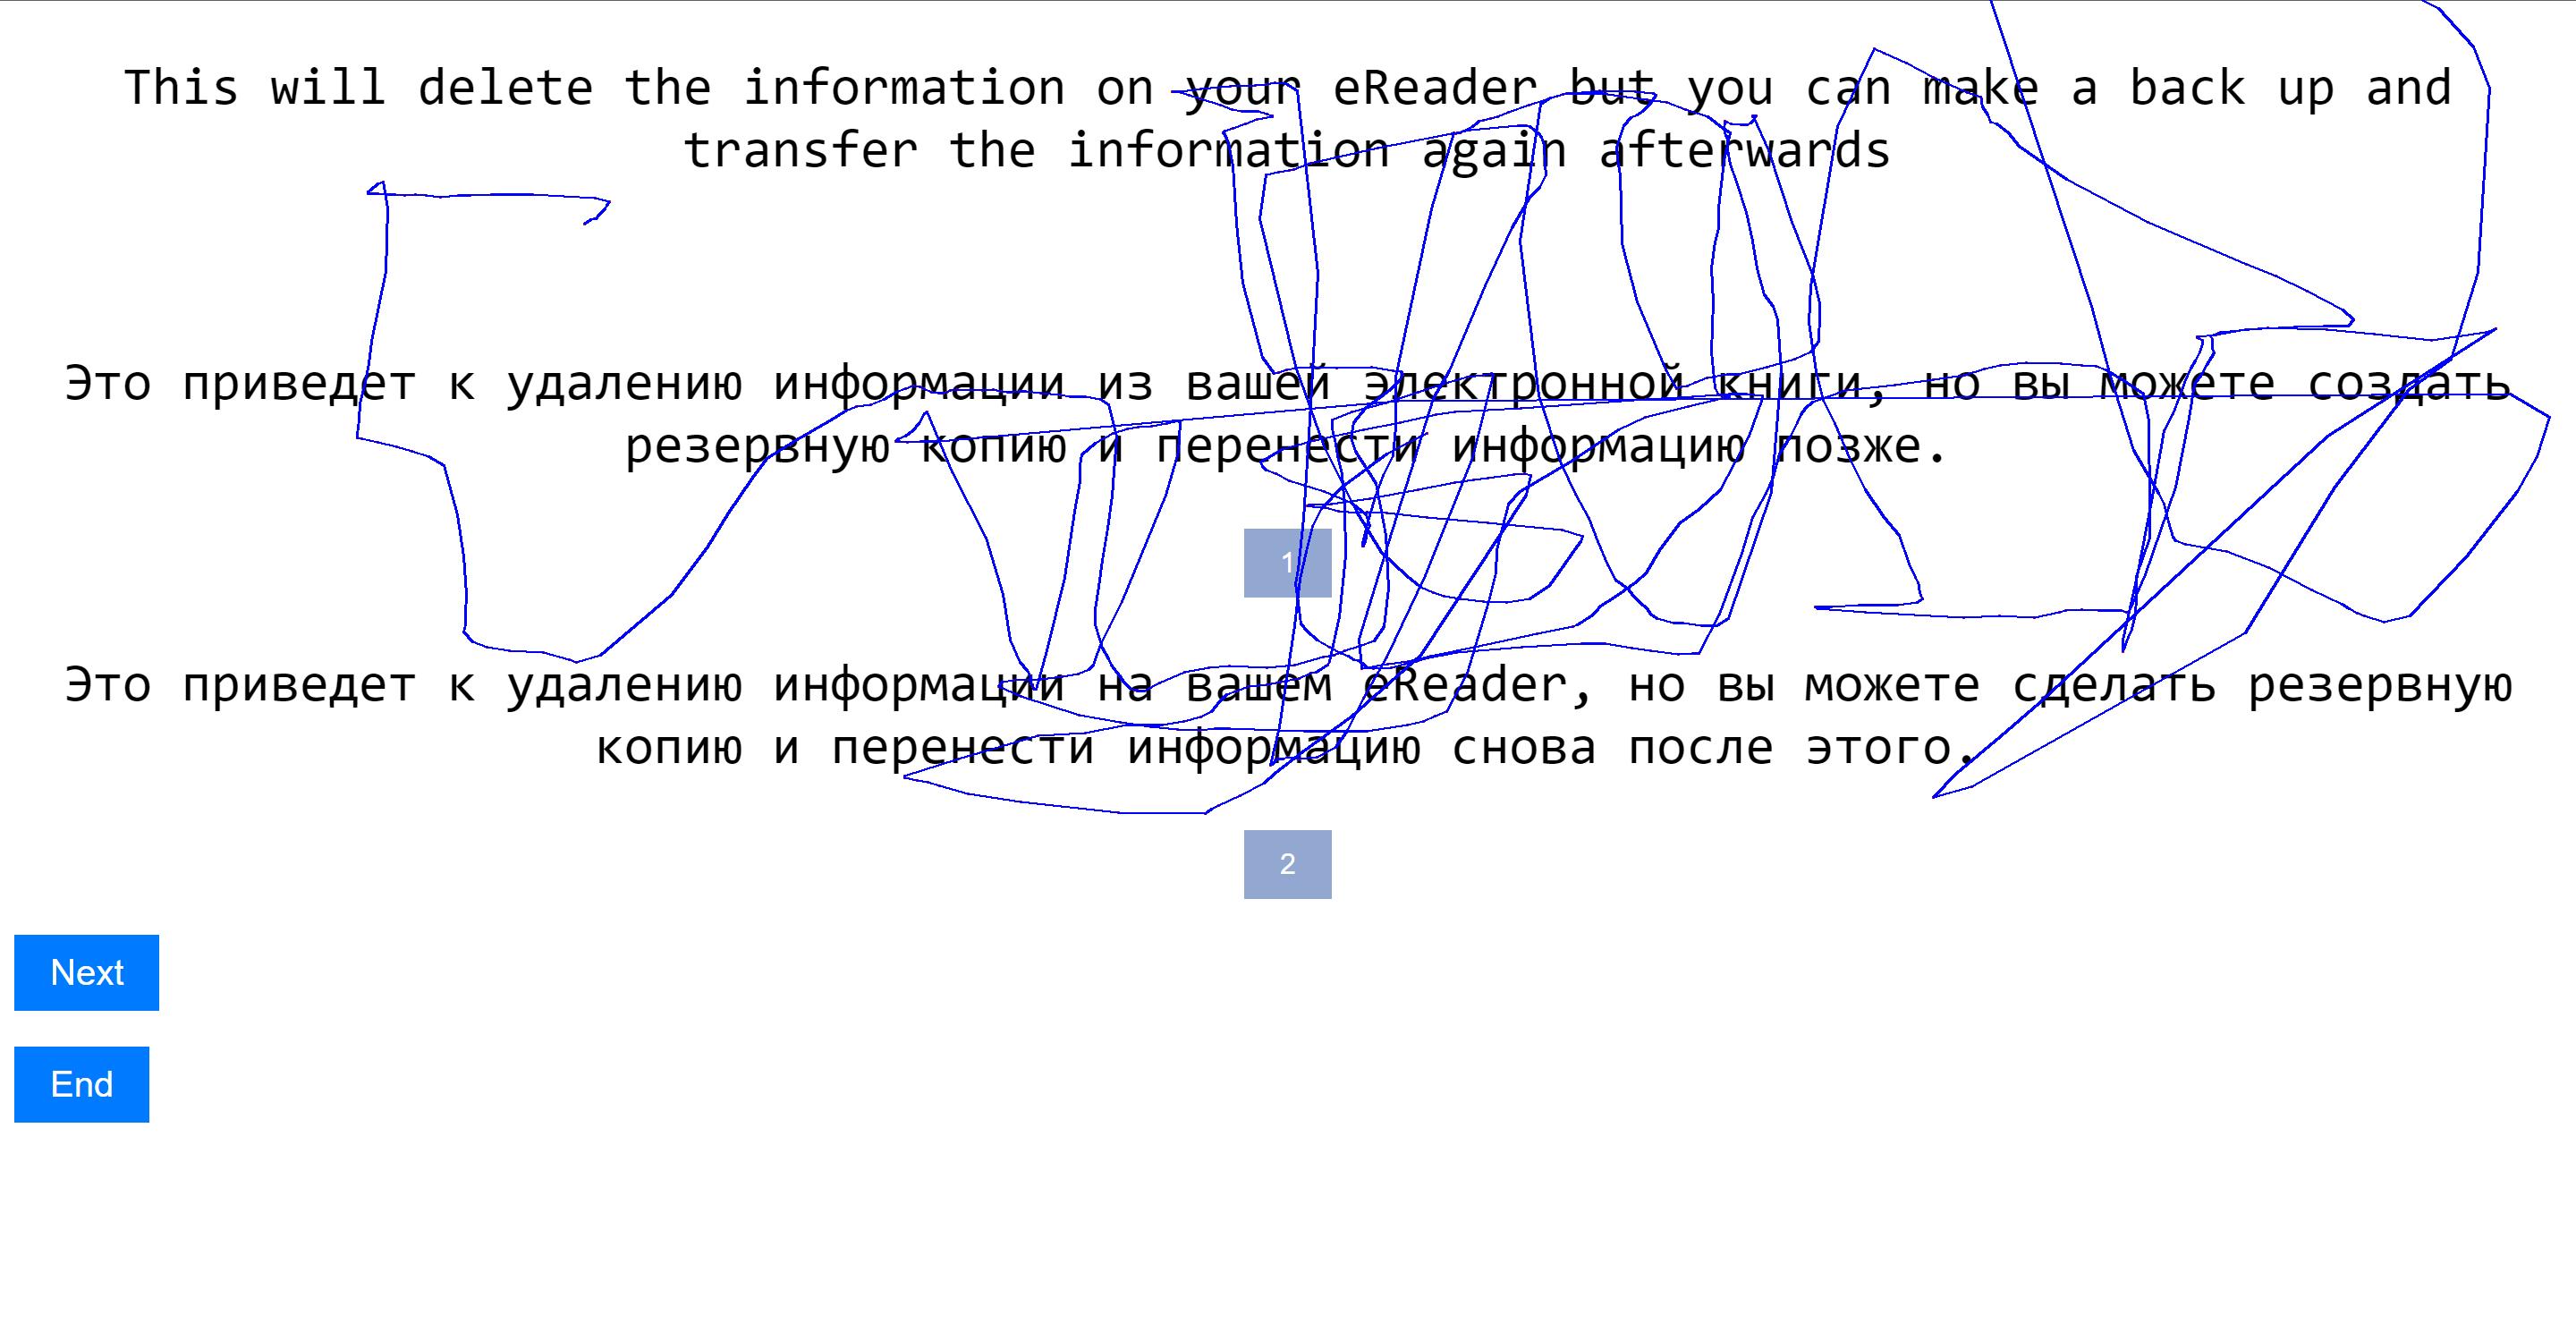 This will delete the information on your eReader but you can make a back up and
transfer the information again afterwards
Это приведет к удалению информации из вашей электронной книги, но вы можете создать
резервную копию и перенести информацию позже.
1
Это приведет к удалению информации на вашем eReader, но вы можете сделать резервную
копию и перенести информацию снова после этого.
2
Next
End